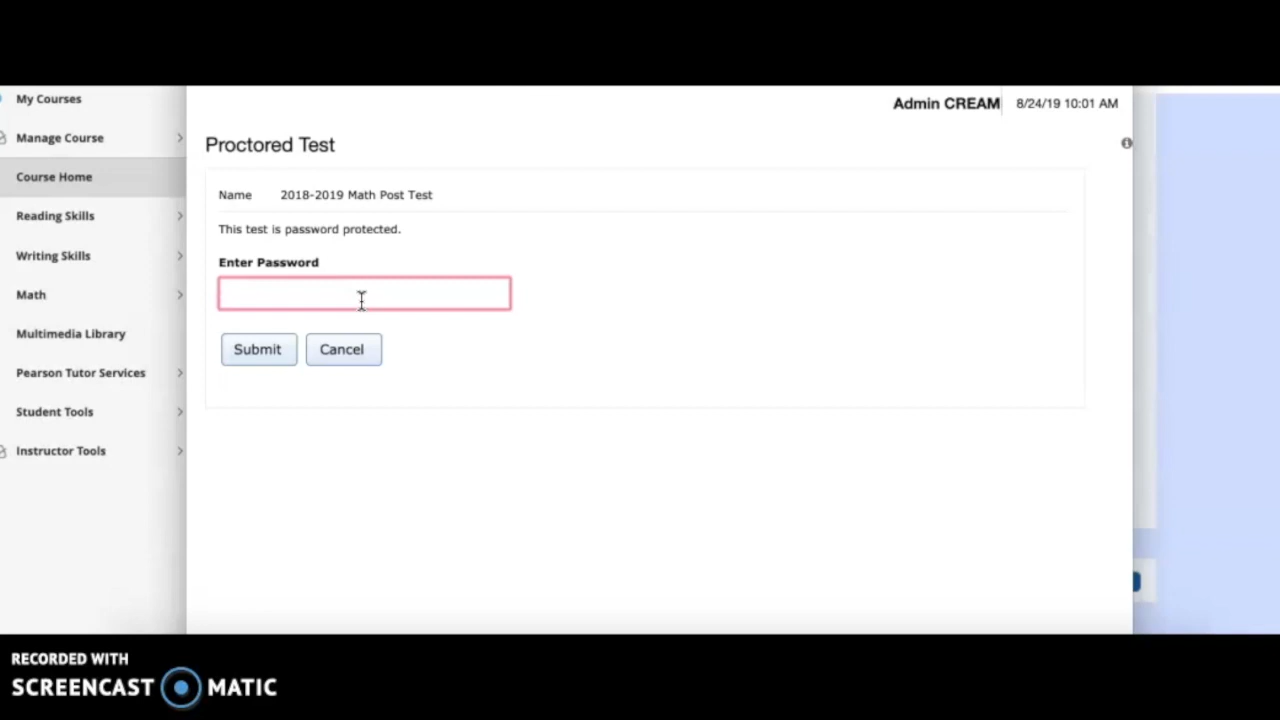 My Courses
Manage Course
Course Home
Reading Skills
Writing Skills
Math
Multimedia Library
Pearson Tutor Services
Student Tools
Instructor Tools
Admin CREAM 8/24/19 10:01 AM
Proctored Test
Name 2018-2019 Math Post Test
This test is password protected.
Enter Password
Submit Cancel
RECORDED WITH
SCREENCAST MATIC